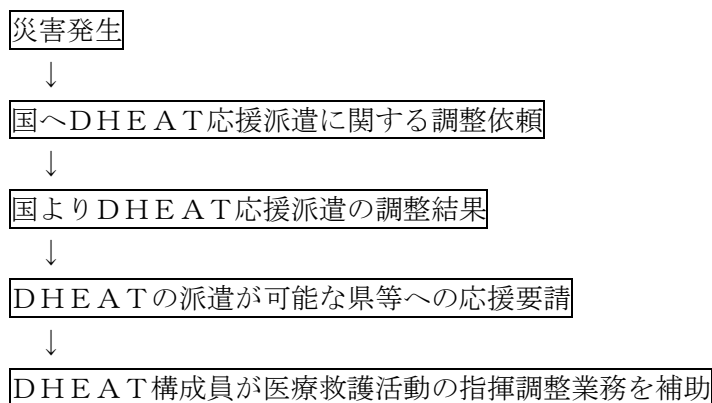 災害発生
↓
国へＤＨＥＡＴ応援派遣に関する調整依頼
↓
国よりＤＨＥＡＴ応援派遣の調整結果
↓
ＤＨＥＡＴの派遣が可能な県等への応援要請
↓
ＤＨＥＡＴ構成員が医療救護活動の指揮調整業務を補助